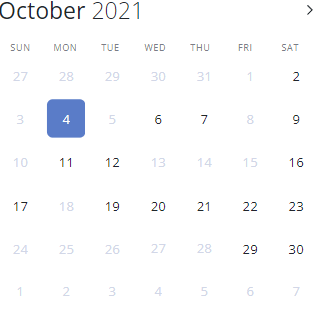 October 2021
SUN MON TUE WED THU FRI SAT
27 28 29 30 31 1 2
3 4 5 6 7 8 9
10 11 12 13 14 15 16
17 18 19 20 21 22 23
24 25 26 27 28 29 30
1 2 3 4 5 6 7